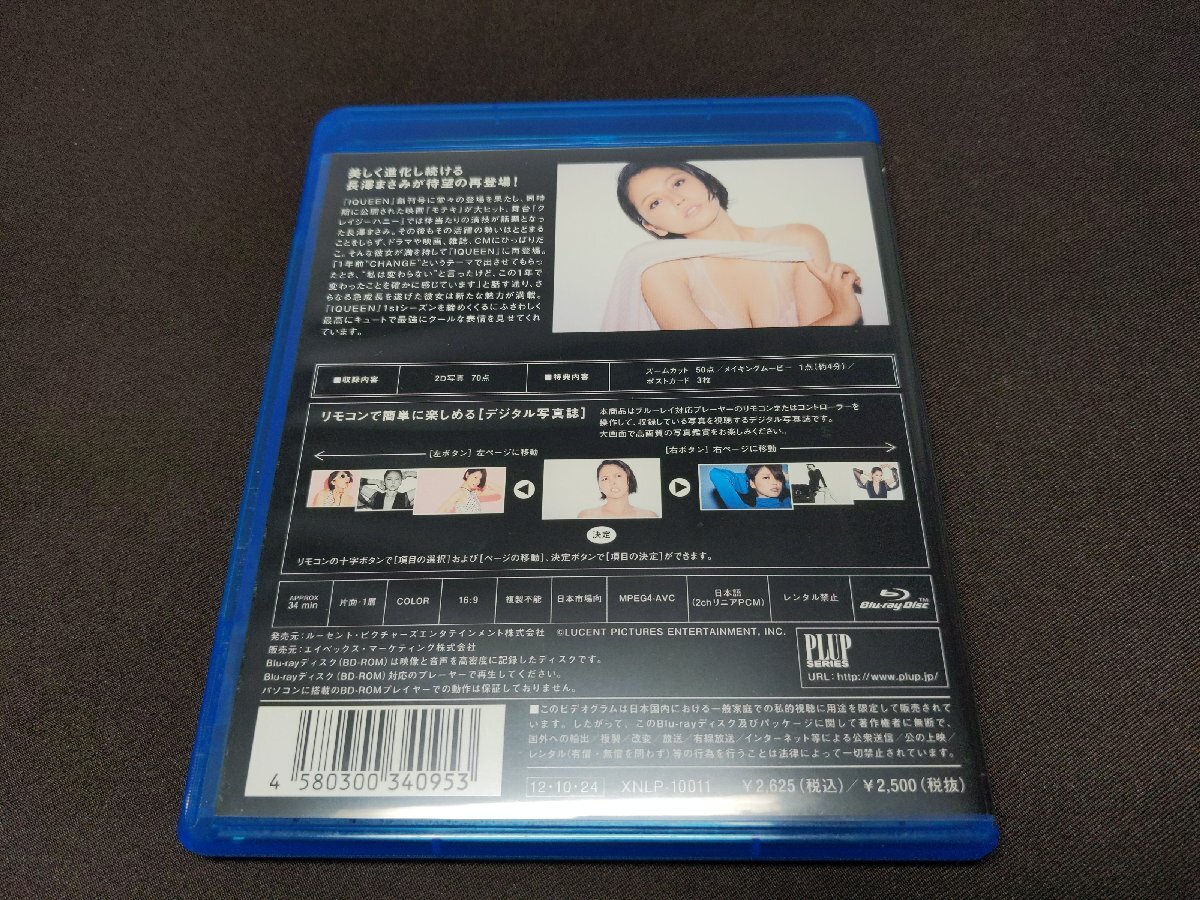 美しく進化し続ける
長澤まさみが待望の再登場！
「IQUEEN」創刊号に堂々の登場を果たし、同時
期に公開された映画『モテキ』が大ヒット、舞台『ク
レイジーハニー』では体当たりの演技が話題となっ
た長澤まさみ。その後もその活躍の勢いはとどまる
ことをしらず、ドラマや映画、雑誌、CMにひっぱりだ
こ。そんな彼女が満を持して「IQUEEN」に再登場。
「1年前“CHANGE”というテーマで出させてもらっ
たとき、“私は変わらない”と言ったけど、この1年で
変わったことを確かに感じています」と話す通り、さ
らなる急成長を遂げた彼女は新たな魅力が満載。
「IQUEEN」1stシーズンを締めくくるにふさわしく
最高にキュートで最強にクールな表情を見せてくれ
ています。
■収録内容 2D写真 70点 ■特典内容 ズームカット 50点／メイキングムービー 1点(約4分)／
ポストカード 3枚
リモコンで簡単に楽しめる［デジタル写真誌］
本商品はブルーレイ対応プレーヤーのリモコンまたはコントローラーを
操作して、収録している写真を視聴するデジタル写真誌です。
大画面で高画質の写真鑑賞をお楽しみください。
［左ボタン］左ページに移動 ［右ボタン］右ページに移動
決定
リモコンの十字ボタンで［項目の選択］および［ページの移動］、決定ボタンで［項目の決定］ができます。
APPROX
34 min 片面・1層 COLOR 16:9 複製不能 日本市場向 MPEG4-AVC 日本語
(2chリニアPCM) レンタル禁止 Blu-ray Disc™
発売元：ルーセント・ピクチャーズエンタテインメント株式会社 ©LUCENT PICTURES ENTERTAINMENT, INC.
販売元：エイベックス・マーケティング株式会社
Blu-rayディスク(BD-ROM)は映像と音声を高密度に記録したディスクです。
Blu-rayディスク(BD-ROM)対応のプレーヤーで再生してください。
パソコンに搭載のBD-ROMプレイヤーでの動作は保証しておりません。
PLUP
SERIES
URL: http://www.plup.jp/
■このビデオグラムは日本国内における一般家庭での私的視聴に用途を限定して販売されて
います。したがって、このBlu-rayディスク及びパッケージに関して著作権者に無断で、
国外への輸出／複製／改変／放送／有線放送／インターネット等による公衆送信／公の上映／
レンタル(有償・無償を問わず)等の行為を行うことは法律によって一切禁止されています。
4 580300 340953
12・10・24 XNLP-10011 ￥2,625(税込)／￥2,500(税抜)